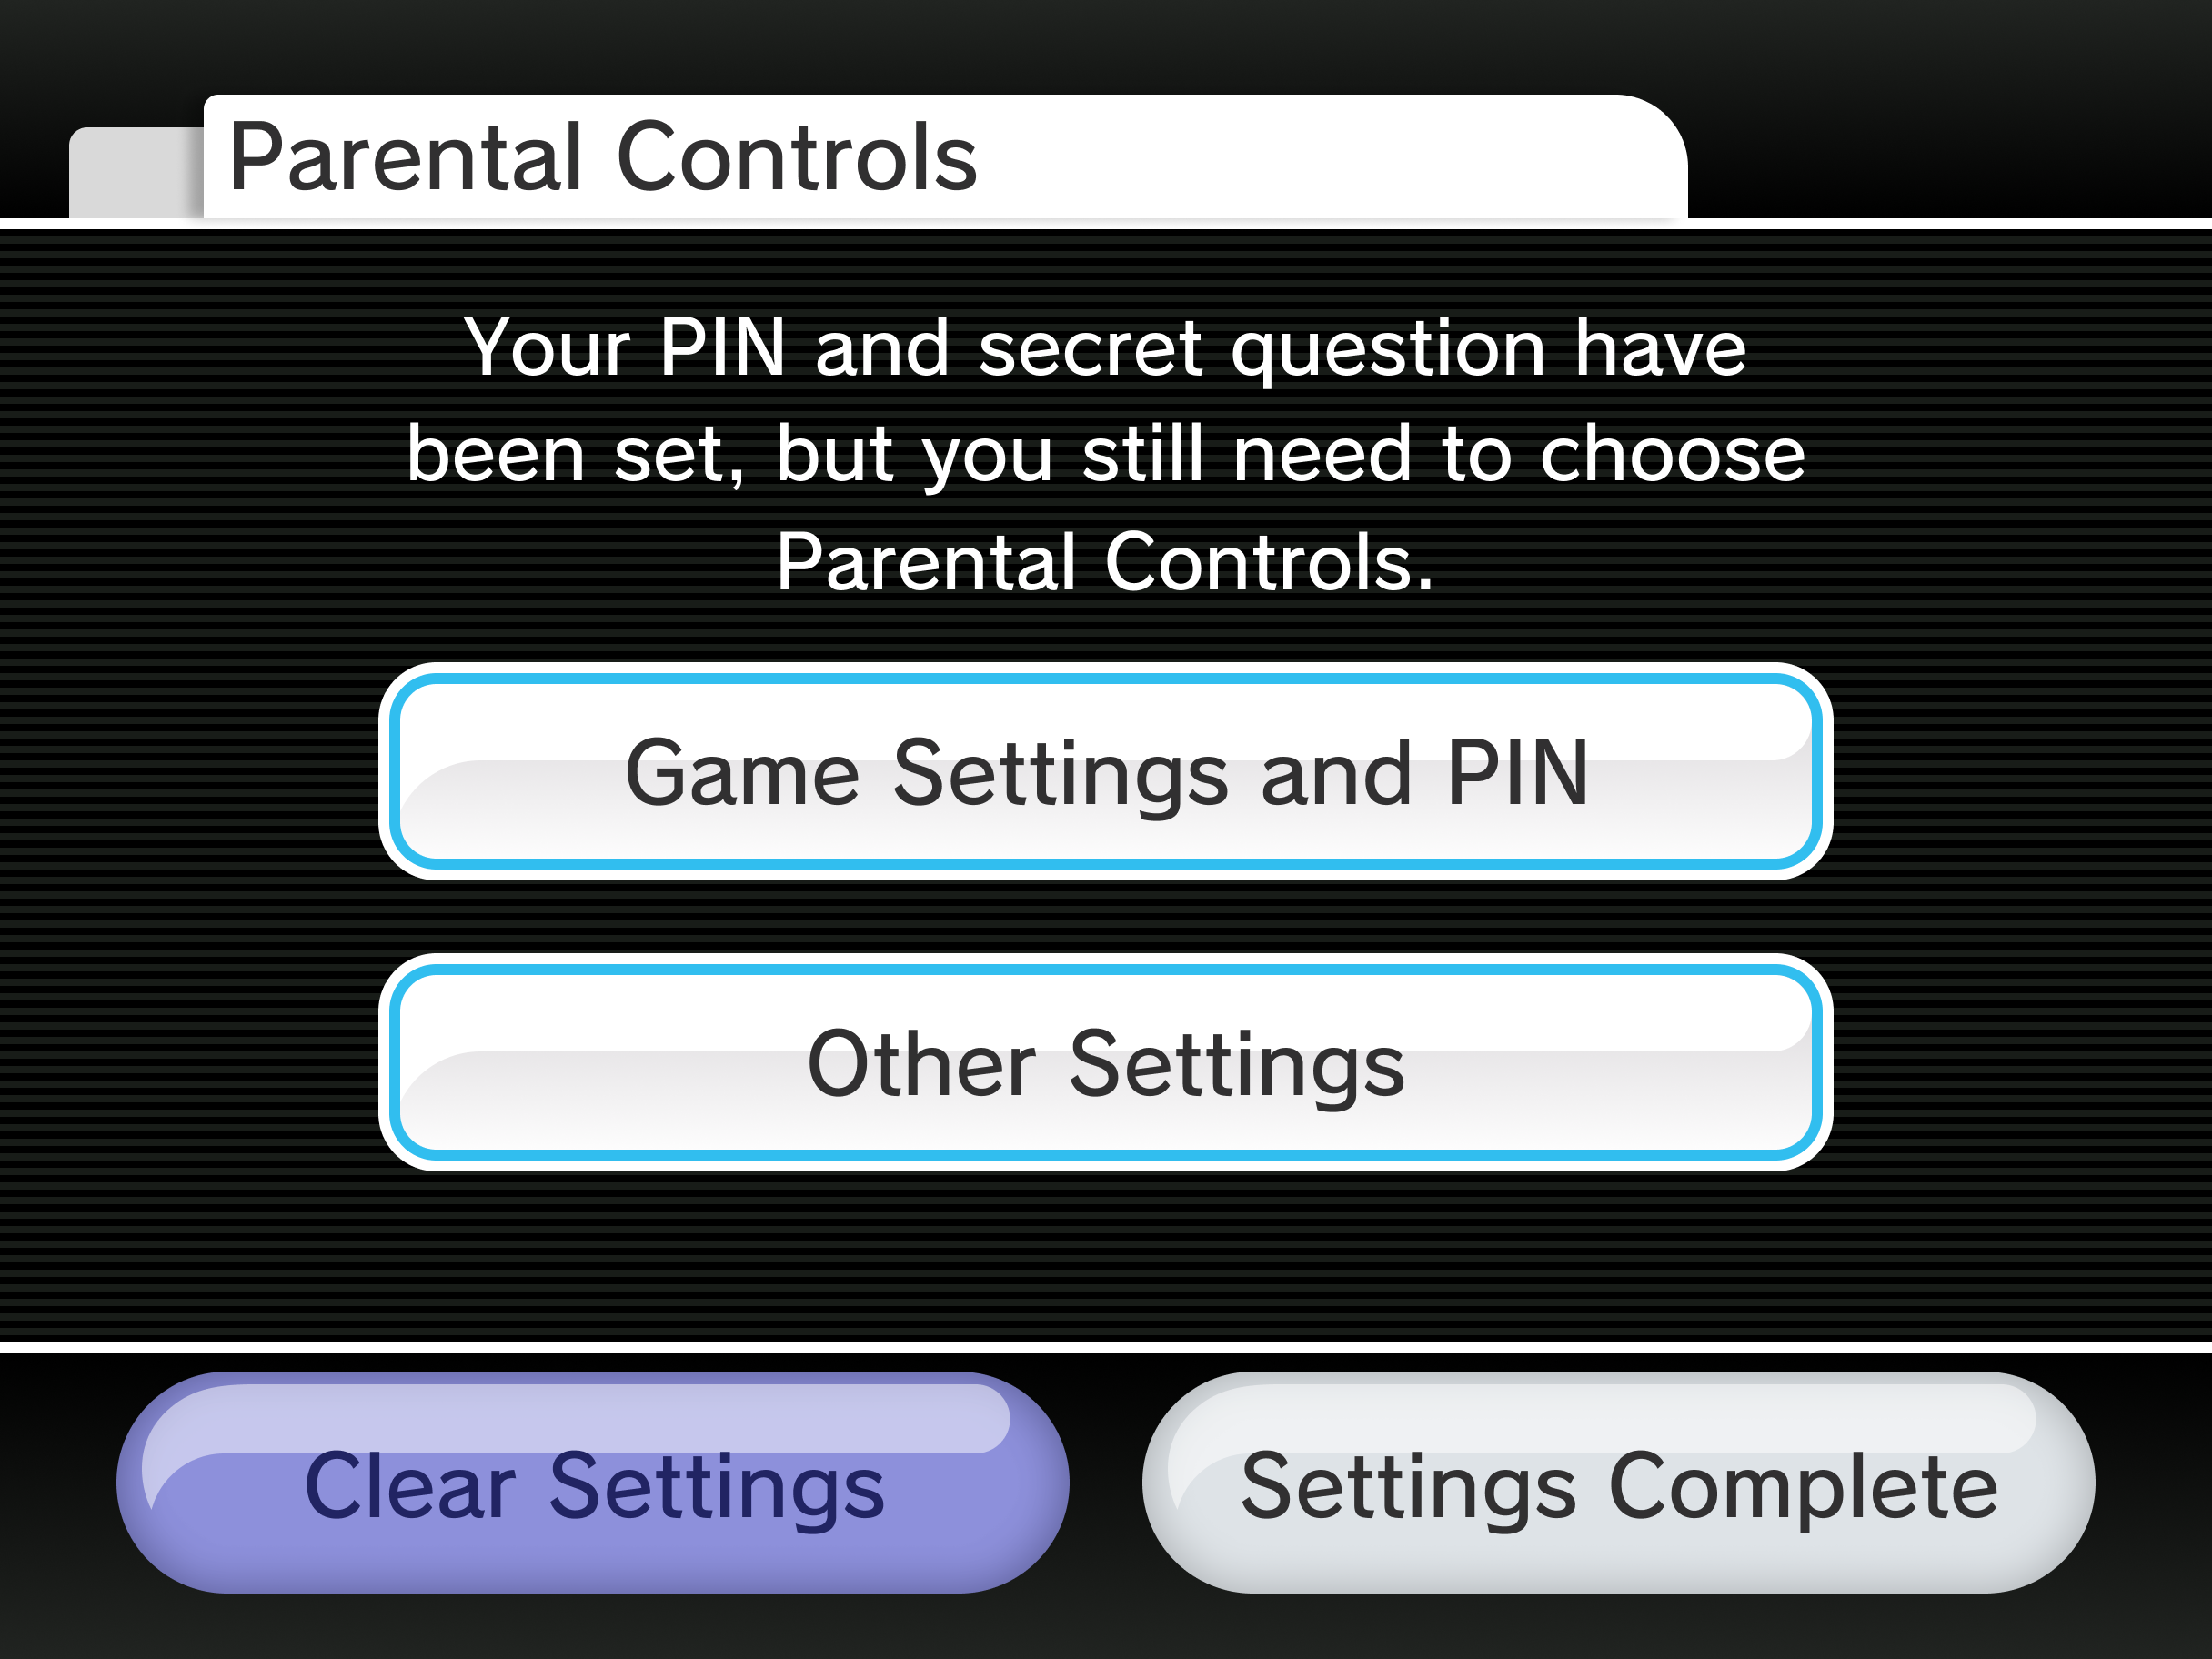 Parental Controls
Your PIN and secret question have
been set, but you still need to choose
Parental Controls.
Game Settings and PIN
Other Settings
Clear Settings
Settings Complete